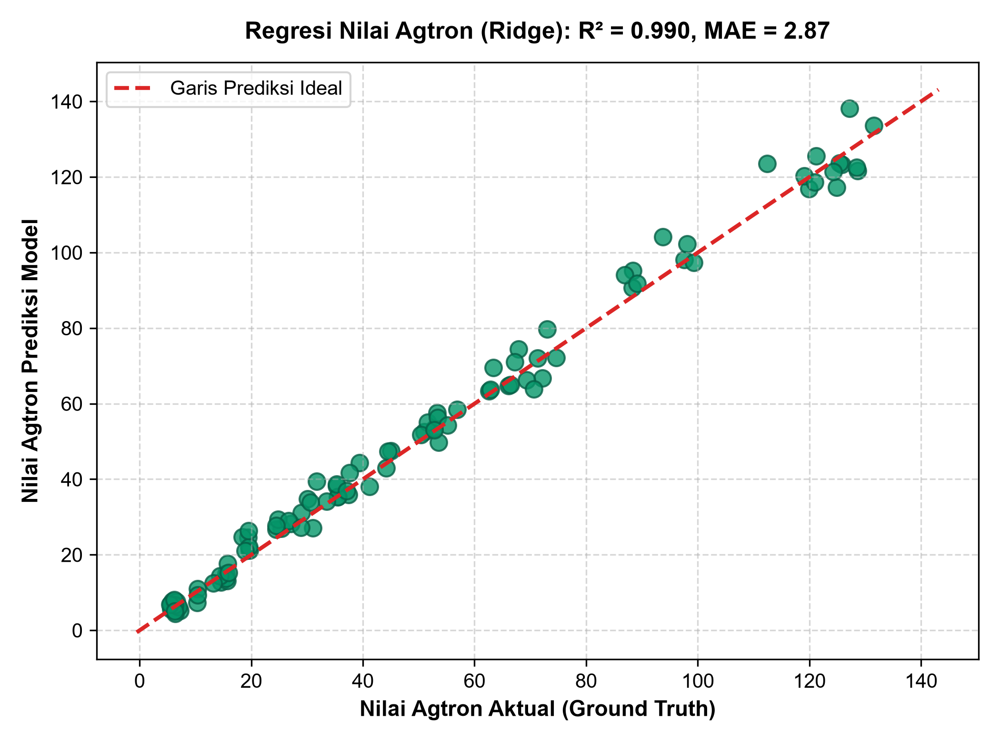 Regresi Nilai Agtron (Ridge): R² = 0.990, MAE = 2.87
Garis Prediksi Ideal
Nilai Agtron Prediksi Model
140
120
100
80
60
40
20
0
0 20 40 60 80 100 120 140
Nilai Agtron Aktual (Ground Truth)